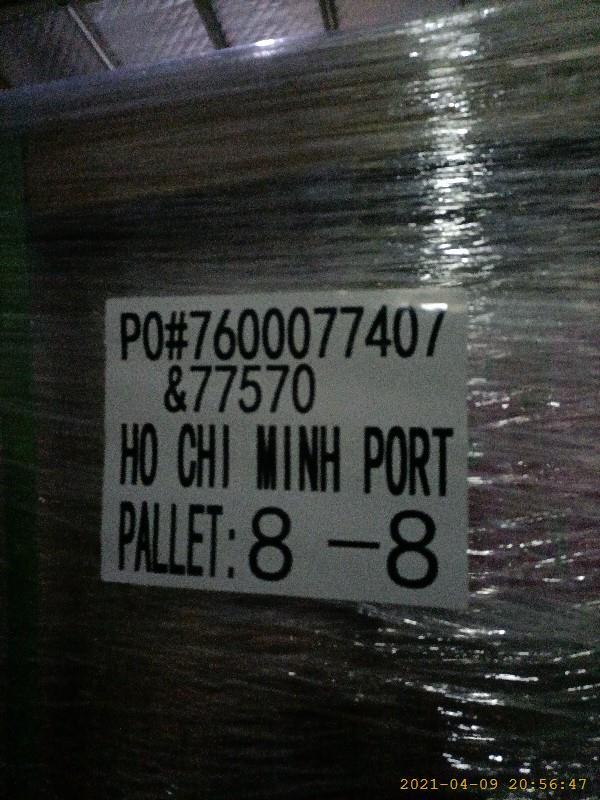 PO#7600077407
&77570
HO CHI MINH PORT
PALLET: 8 -8
2021-04-09 20:56:47